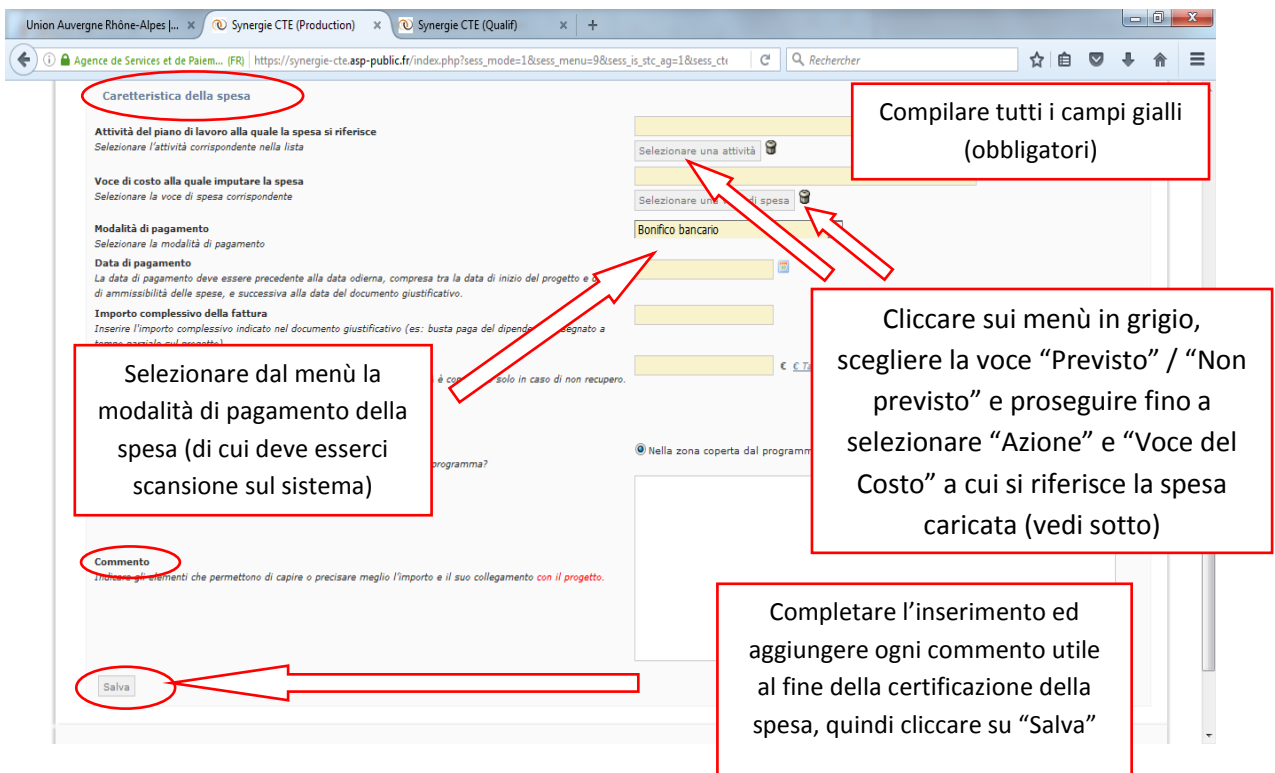 Union Auvergne Rhône-Alpes |...
Synergie CTE (Production)
Synergie CTE (Qualif)
Agence de Services et de Paiem... (FR)
https://synergie-cte.asp-public.fr/index.php?sess_mode=1&sess_menu=9&sess_is_stc_ag=1&sess_cte
Rechercher
Caretteristica della spesa
Compilare tutti i campi gialli
(obbligatori)
Attività del piano di lavoro alla quale la spesa si riferisce
Selezionare l'attività corrispondente nella lista
Selezionare una attività
Voce di costo alla quale imputare la spesa
Selezionare la voce di spesa corrispondente
Selezionare una di spesa
Modalità di pagamento
Selezionare la modalità di pagamento
Bonifico bancario
Data di pagamento
La data di pagamento deve essere precedente alla data odierna, compresa tra la data di inizio del progetto e
di ammissibilità delle spese, e successiva alla data del documento giustificativo.
Importo complessivo della fattura
Inserire l'importo complessivo indicato nel documento giustificativo (es: busta paga del a
tempo parziale sul progetto)
è solo in caso di non recupero.
€
Nella zona coperta dal
programma?
Selezionare dal menù la
modalità di pagamento della
spesa (di cui deve esserci
scansione sul sistema)
Cliccare sui menù in grigio,
scegliere la voce “Previsto” / “Non
previsto” e proseguire fino a
selezionare “Azione” e “Voce del
Costo” a cui si riferisce la spesa
caricata (vedi sotto)
Commento
Indicare gli elementi che permettono di capire o precisare meglio l'importo e il suo collegamento con il progetto.
Completare l’inserimento ed
aggiungere ogni commento utile
al fine della certificazione della
spesa, quindi cliccare su “Salva”
Salva